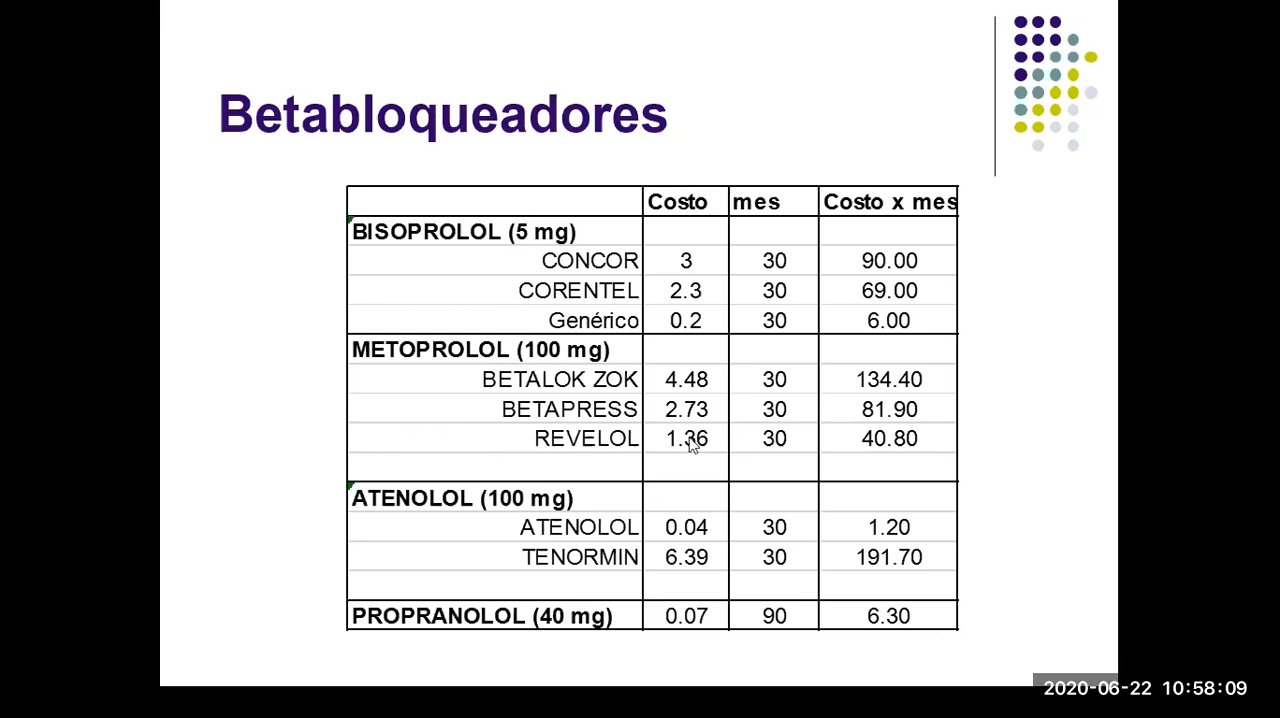 Betabloqueadores
Costo mes Costo x mes
BISOPROLOL (5 mg)
CONCOR 3 30 90.00
CORENTEL 2.3 30 69.00
Genérico 0.2 30 6.00
METOPROLOL (100 mg)
BETALOK ZOK 4.48 30 134.40
BETAPRESS 2.73 30 81.90
REVELOL 1.36 30 40.80
ATENOLOL (100 mg)
ATENOLOL 0.04 30 1.20
TENORMIN 6.39 30 191.70
PROPRANOLOL (40 mg) 0.07 90 6.30
2020-06-22 10:58:09